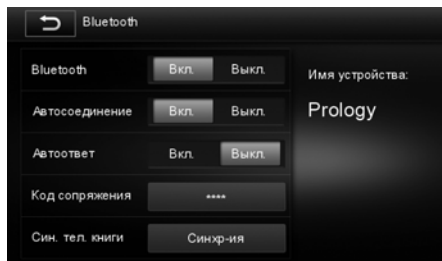 Bluetooth
Bluetooth Вкл. Выкл.
Имя устройства:
Автосоединение Вкл. Выкл.
Prology
Автоответ Вкл. Выкл.
Код сопряжения ****
Син. тел. книги Синхр-ия